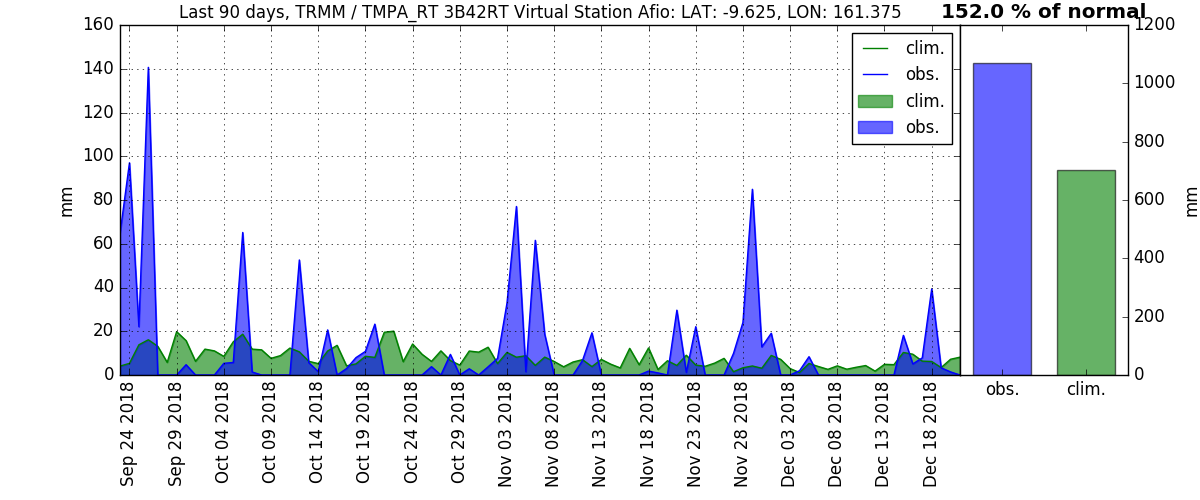 Last 90 days, TRMM / TMPA_RT 3B42RT Virtual Station Afio: LAT: -9.625, LON: 161.375
152.0 % of normal
160
140
120
100
80
60
40
20
0
mm
clim.
obs.
clim.
obs.
1200
1000
800
600
400
200
0
mm
Sep 24 2018
Sep 29 2018
Oct 04 2018
Oct 09 2018
Oct 14 2018
Oct 19 2018
Oct 24 2018
Oct 29 2018
Nov 03 2018
Nov 08 2018
Nov 13 2018
Nov 18 2018
Nov 23 2018
Nov 28 2018
Dec 03 2018
Dec 08 2018
Dec 13 2018
Dec 18 2018
obs.
clim.